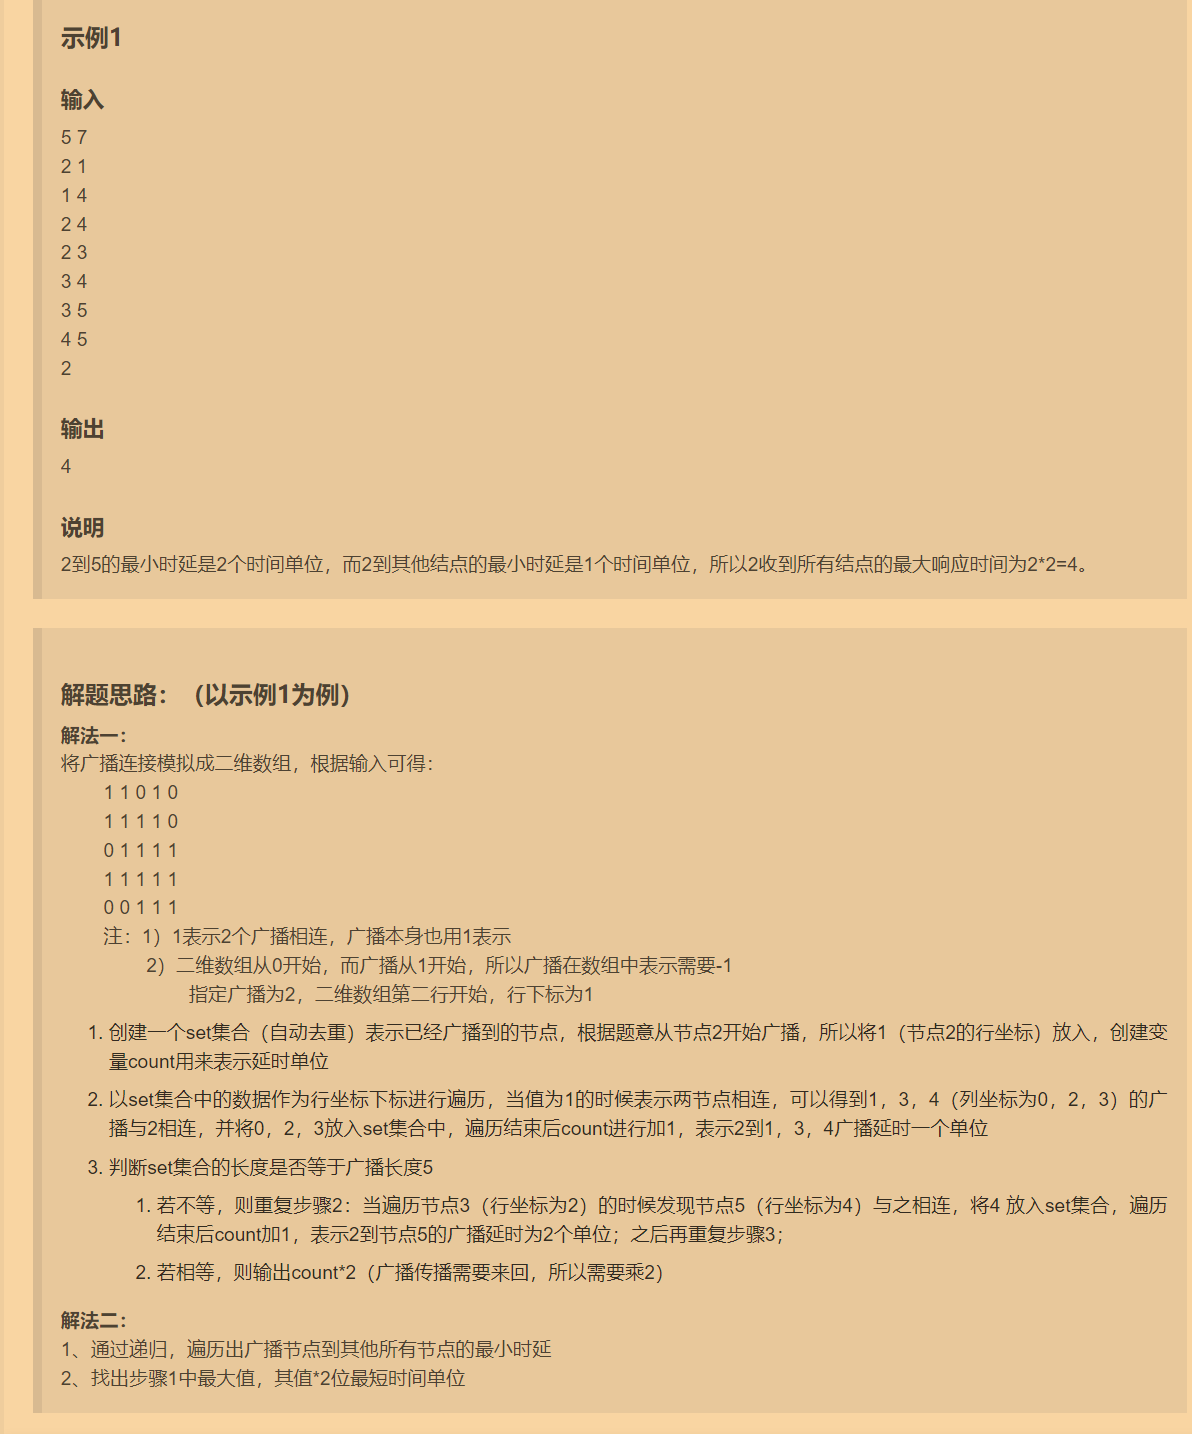 示例1
输入
5 7
2 1
1 4
2 4
2 3
3 4
3 5
4 5
2
输出
4
说明
2到5的最小时延是2个时间单位，而2到其他结点的最小时延是1个时间单位，所以2收到所有结点的最大响应时间为2*2=4。
解题思路：（以示例1为例）
解法一：
将广播连接模拟成二维数组，根据输入可得：
1 1 0 1 0
1 1 1 1 0
0 1 1 1 1
1 1 1 1 1
0 0 1 1 1
注：1）1表示2个广播相连，广播本身也用1表示
2）二维数组从0开始，而广播从1开始，所以广播在数组中表示需要-1
指定广播为2，二维数组第二行开始，行下标为1
1. 创建一个set集合（自动去重）表示已经广播到的节点，根据题意从节点2开始广播，所以将1（节点2的行坐标）放入，创建变
量count用来表示延时单位
2. 以set集合中的数据作为行坐标下标进行遍历，当值为1的时候表示两节点相连，可以得到1，3，4（列坐标为0，2，3）的广
播与2相连，并将0，2，3放入set集合中，遍历结束后count进行加1，表示2到1，3，4广播延时一个单位
3. 判断set集合的长度是否等于广播长度5
1. 若不等，则重复步骤2：当遍历节点3（行坐标为2）的时候发现节点5（行坐标为4）与之相连，将4 放入set集合，遍历
结束后count加1，表示2到节点5的广播延时为2个单位；之后再重复步骤3；
2. 若相等，则输出count*2（广播传播需要来回，所以需要乘2）
解法二：
1、通过递归，遍历出广播节点到其他所有节点的最小时延
2、找出步骤1中最大值，其值*2位最短时间单位